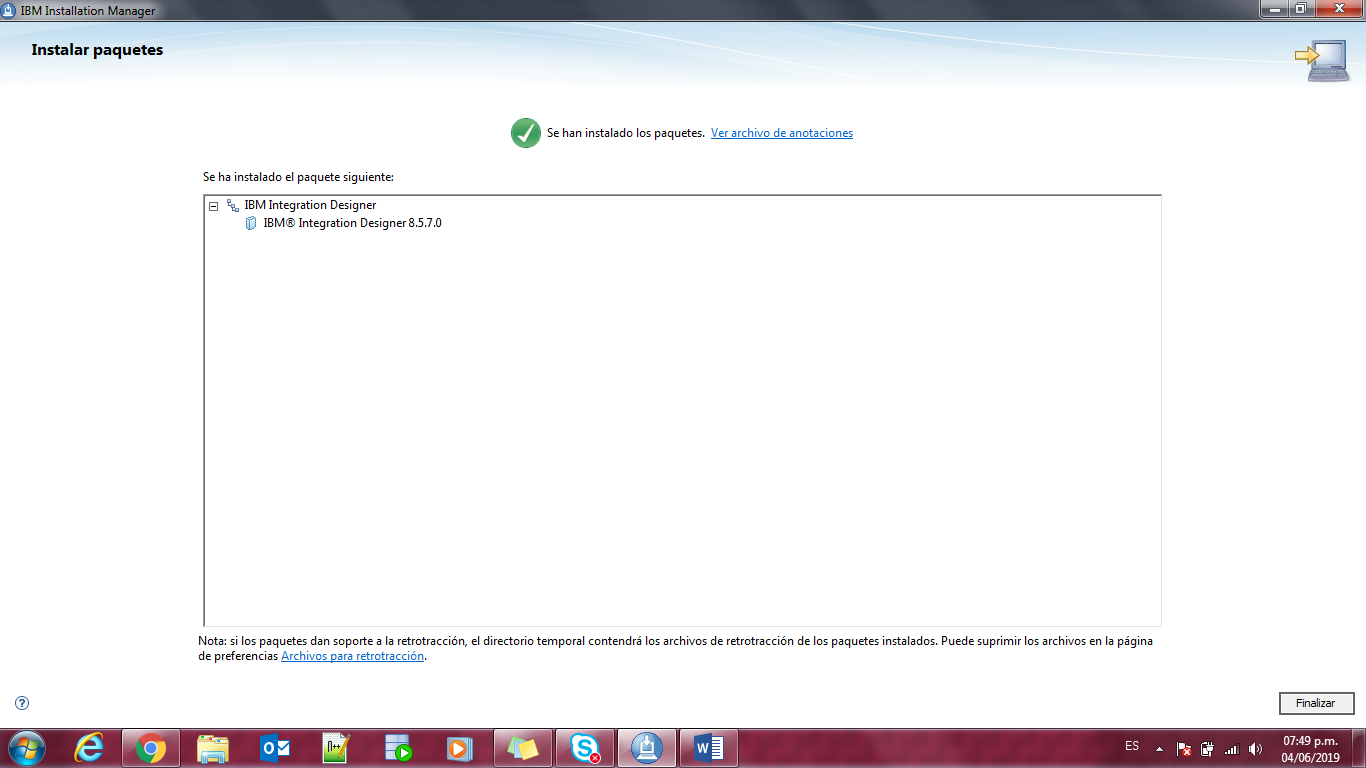 IBM Installation Manager
Instalar paquetes
Se han instalado los paquetes. Ver archivo de anotaciones
Se ha instalado el paquete siguiente:
IBM Integration Designer
IBM® Integration Designer 8.5.7.0
Nota: si los paquetes dan soporte a la retrotracción, el directorio temporal contendrá los archivos de retrotracción de los paquetes instalados. Puede suprimir los archivos en la página
de preferencias Archivos para retrotracción.
Finalizar
ES
07:49 p.m.
04/06/2019